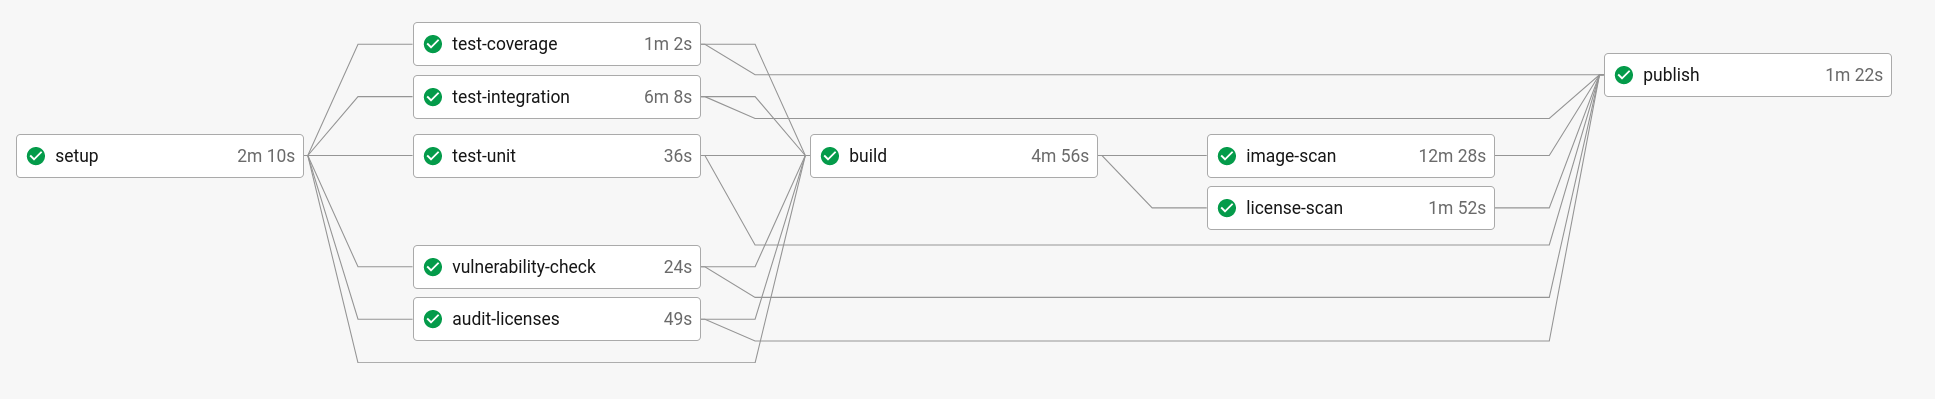 setup 2m 10s
test-coverage 1m 2s
test-integration 6m 8s
test-unit 36s
vulnerability-check 24s
audit-licenses 49s
build 4m 56s
image-scan 12m 28s
license-scan 1m 52s
publish 1m 22s